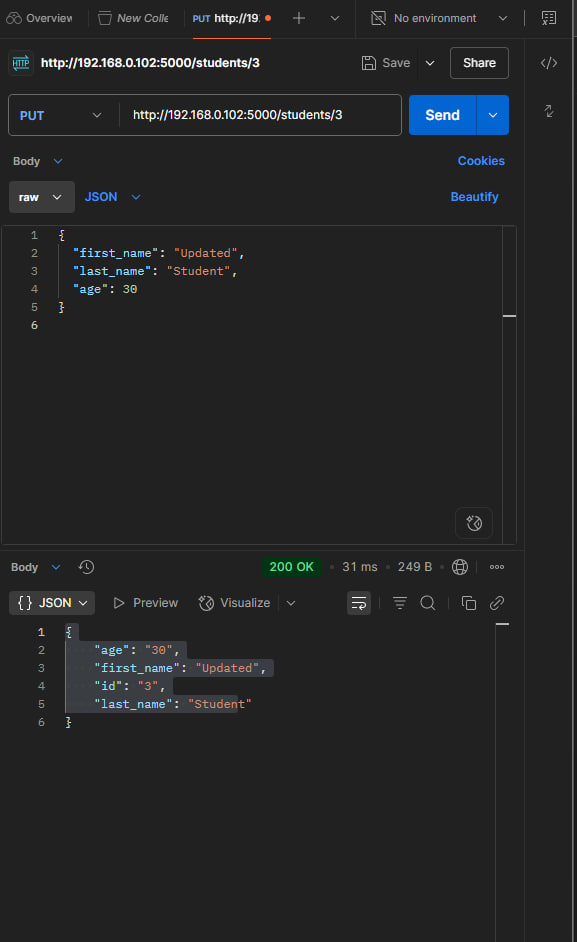 Overview New Colle PUT http://19: + No environment
HTTP http://192.168.0.102:5000/students/3 Save Share </>
PUT http://192.168.0.102:5000/students/3 Send
Body Cookies
raw JSON Beautify
1 {
2 "first_name": "Updated",
3 "last_name": "Student",
4 "age": 30
5 }
6
Body 200 OK • 31 ms • 249 B •
{} JSON Preview Visualize
1 {
2 "age": "30",
3 "first_name": "Updated",
4 "id": "3",
5 "last_name": "Student"
6 }